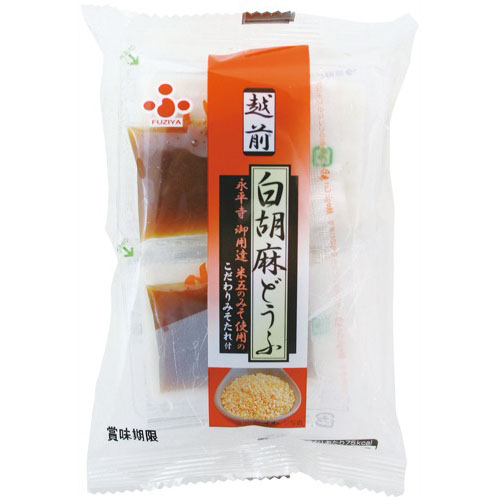 FUZIYA
越前
白胡麻どうふ
永平寺 御用達 米五のみそ使用の
こだわりみそたれ付
賞味期限